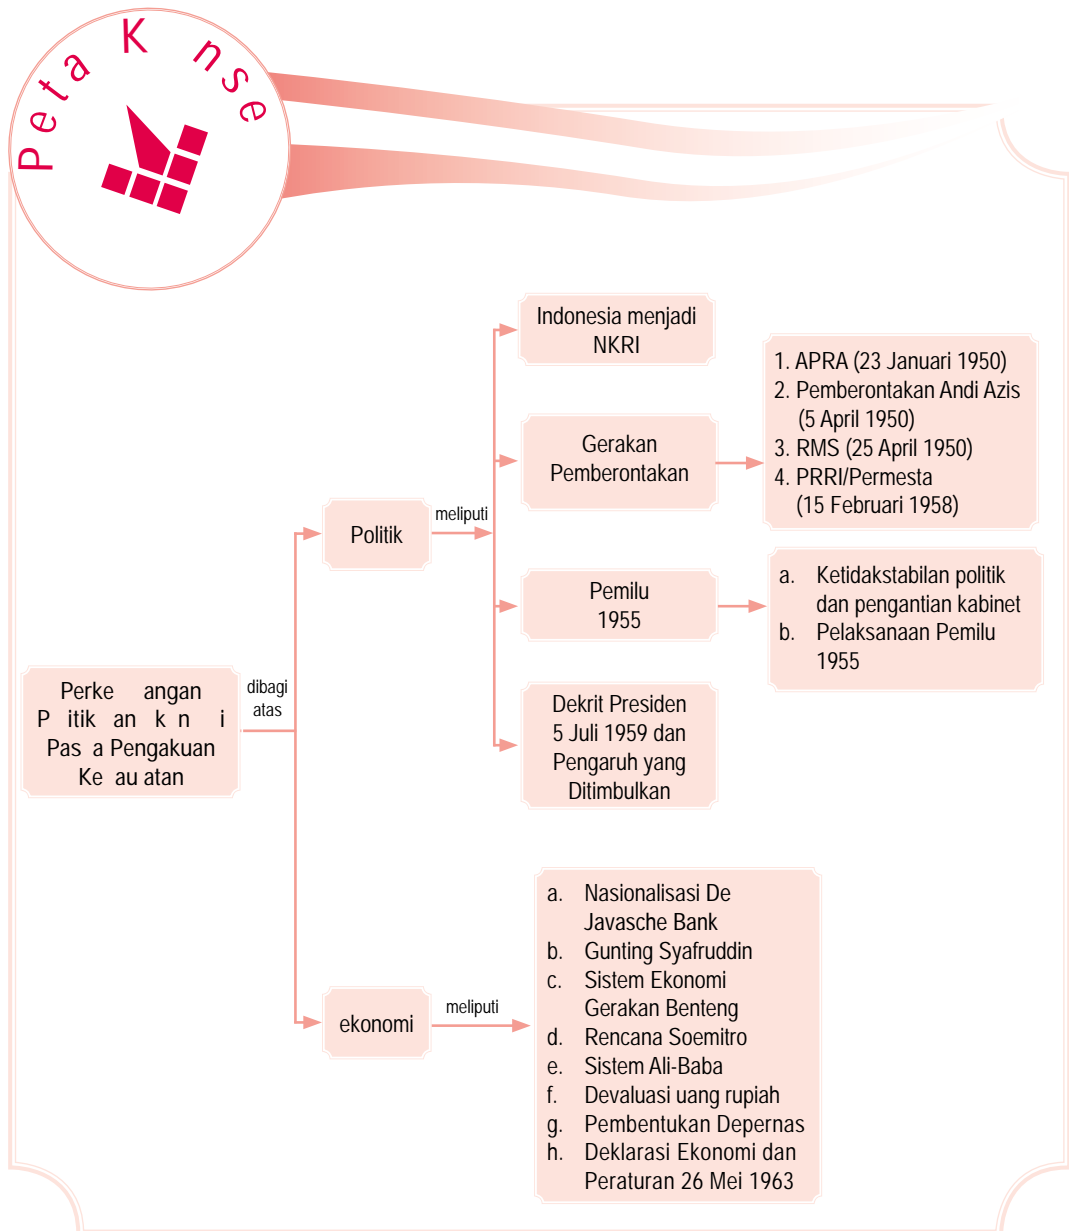 Peta K nse
Indonesia menjadi
NKRI
1. APRA (23 Januari 1950)
2. Pemberontakan Andi Azis
(5 April 1950)
3. RMS (25 April 1950)
4. PRRI/Permesta
(15 Februari 1958)
Gerakan
Pemberontakan
Politik
meliputi
Pemilu
1955
a. Ketidakstabilan politik
dan pengantian kabinet
b. Pelaksanaan Pemilu
1955
Perke angan
P itik an k n i
Pas a Pengakuan
Ke au atan
dibagi
atas
Dekrit Presiden
5 Juli 1959 dan
Pengaruh yang
Ditimbulkan
ekonomi
meliputi
a. Nasionalisasi De
Javasche Bank
b. Gunting Syafruddin
c. Sistem Ekonomi
Gerakan Benteng
d. Rencana Soemitro
e. Sistem Ali-Baba
f. Devaluasi uang rupiah
g. Pembentukan Depernas
h. Deklarasi Ekonomi dan
Peraturan 26 Mei 1963